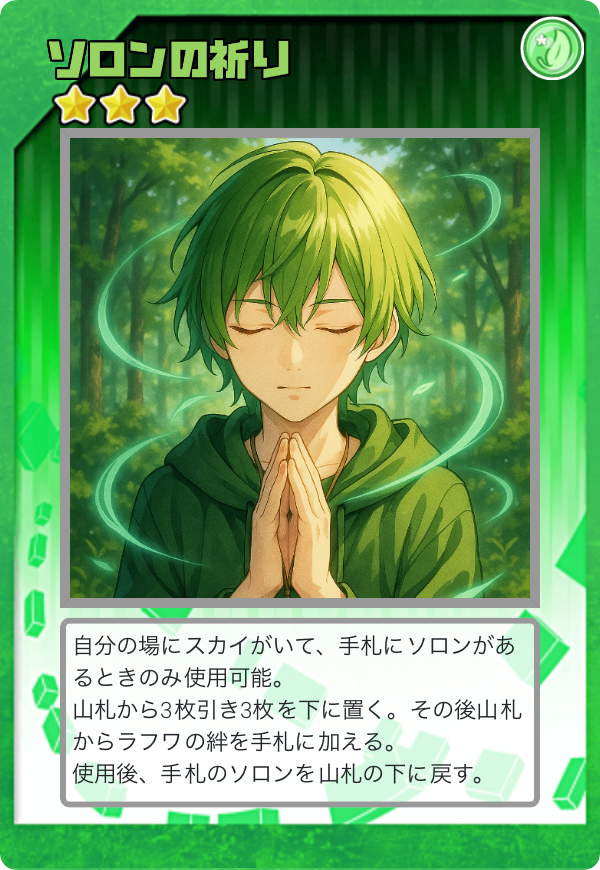 ソロンの祈り
自分の場にスカイがいて、手札にソロンがあ
るときのみ使用可能。
山札から3枚引き3枚を下に置く。その後山札
からラフワの絆を手札に加える。
使用後、手札のソロンを山札の下に戻す。